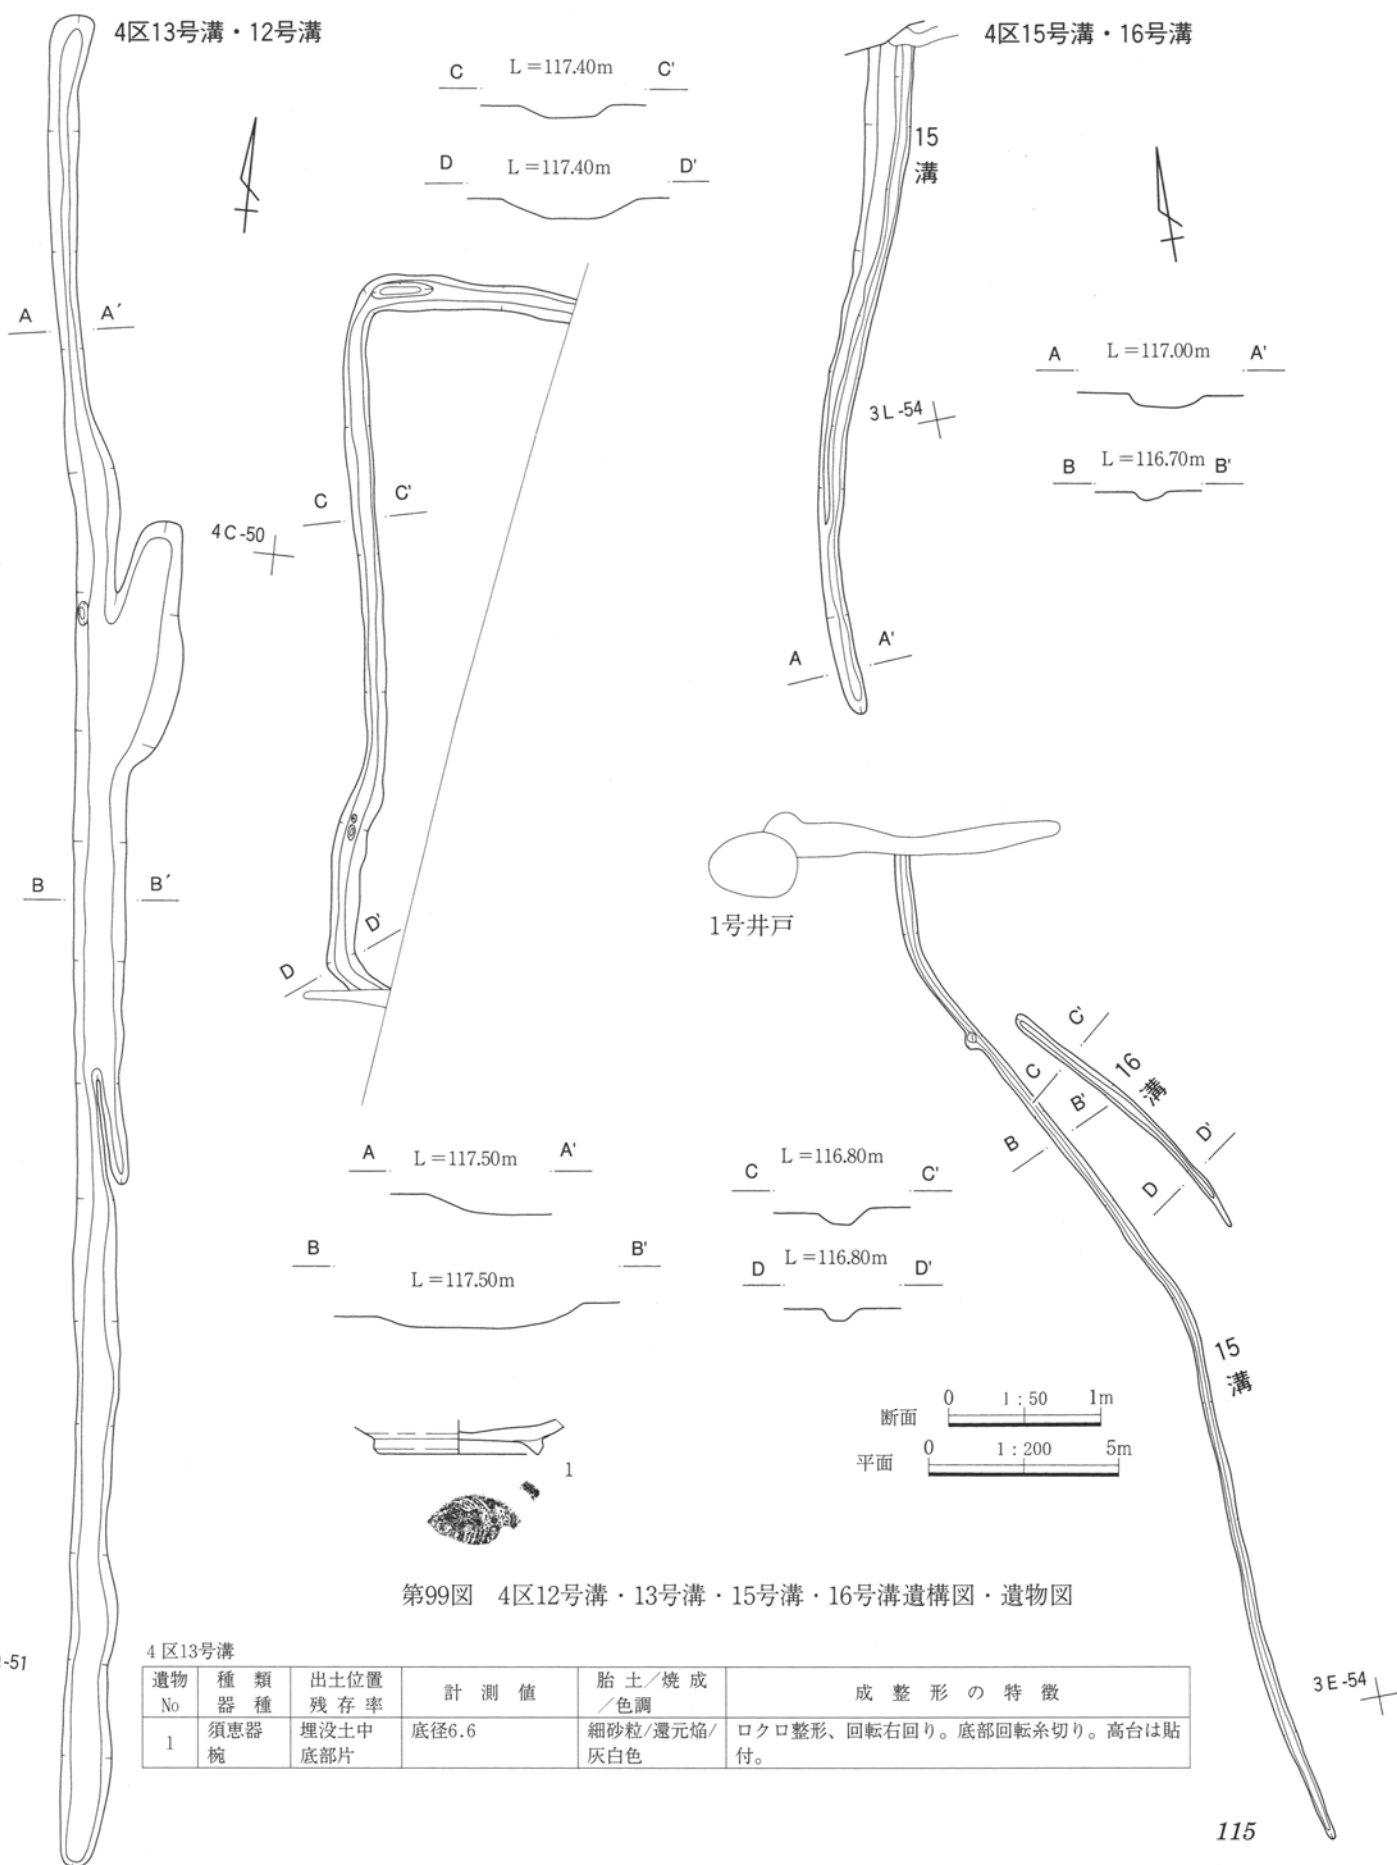 4区13号溝・12号溝
4区15号溝・16号溝
C L=117.40m C'
D L=117.40m D'
15溝
A A´
A L=117.00m A'
3L-54
B L=116.70m B'
C C'
4C-50
A A'
B B´
1号井戸
D D'
C C'
16溝
B B'
D D'
A L=117.50m A'
C L=116.80m C'
B L=117.50m B'
D L=116.80m D'
15溝
断面 0 1:50 1m
平面 0 1:200 5m
1
第99図 4区12号溝・13号溝・15号溝・16号溝遺構図・遺物図
-51
3E-54
4区13号溝
遺物No 種類器種 出土位置残存率 計測値 胎土/焼成/色調 成整形の特徴
1 須恵器椀 埋没土中底部片 底径6.6 細砂粒/還元焔/灰白色 ロクロ整形、回転右回り。底部回転糸切り。高台は貼付。
115